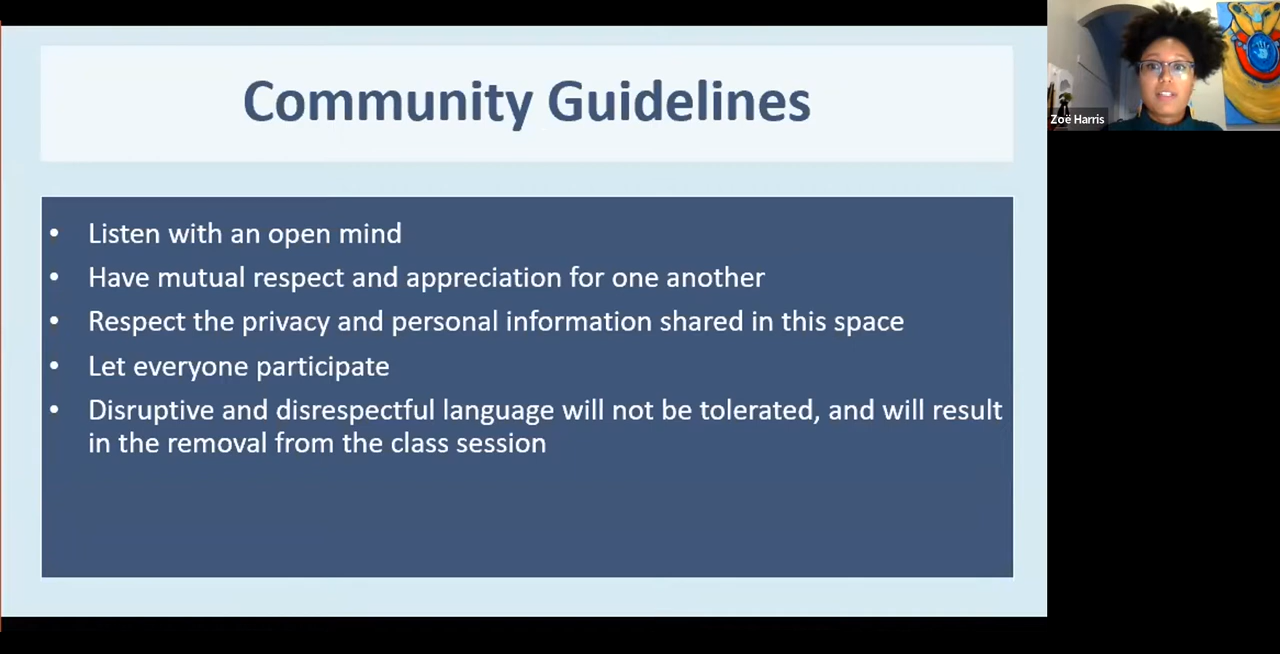 Community Guidelines
• Listen with an open mind
• Have mutual respect and appreciation for one another
• Respect the privacy and personal information shared in this space
• Let everyone participate
• Disruptive and disrespectful language will not be tolerated, and will result
in the removal from the class session
Zoë Harris